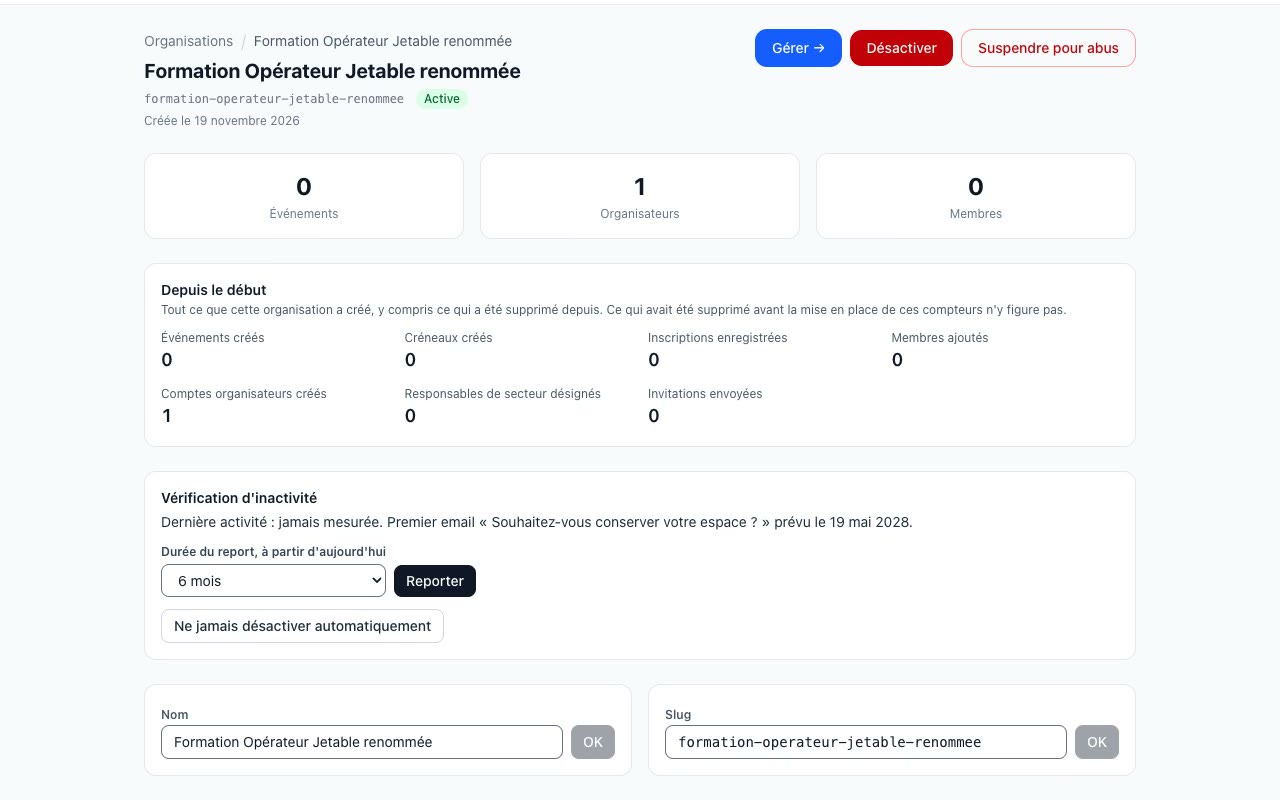 Organisations / Formation Opérateur Jetable renommée
Gérer → Désactiver Suspendre pour abus
Formation Opérateur Jetable renommée
formation-operateur-jetable-renommee Active
Créée le 19 novembre 2026
0 1 0
Événements Organisateurs Membres
Depuis le début
Tout ce que cette organisation a créé, y compris ce qui a été supprimé depuis. Ce qui avait été supprimé avant la mise en place de ces compteurs n'y figure pas.
Événements créés Créneaux créés Inscriptions enregistrées Membres ajoutés
0 0 0 0
Comptes organisateurs créés Responsables de secteur désignés Invitations envoyées
1 0 0
Vérification d'inactivité
Dernière activité : jamais mesurée. Premier email « Souhaitez-vous conserver votre espace ? » prévu le 19 mai 2028.
Durée du report, à partir d'aujourd'hui
6 mois Reporter
Ne jamais désactiver automatiquement
Nom Slug
Formation Opérateur Jetable renommée OK formation-operateur-jetable-renommee OK